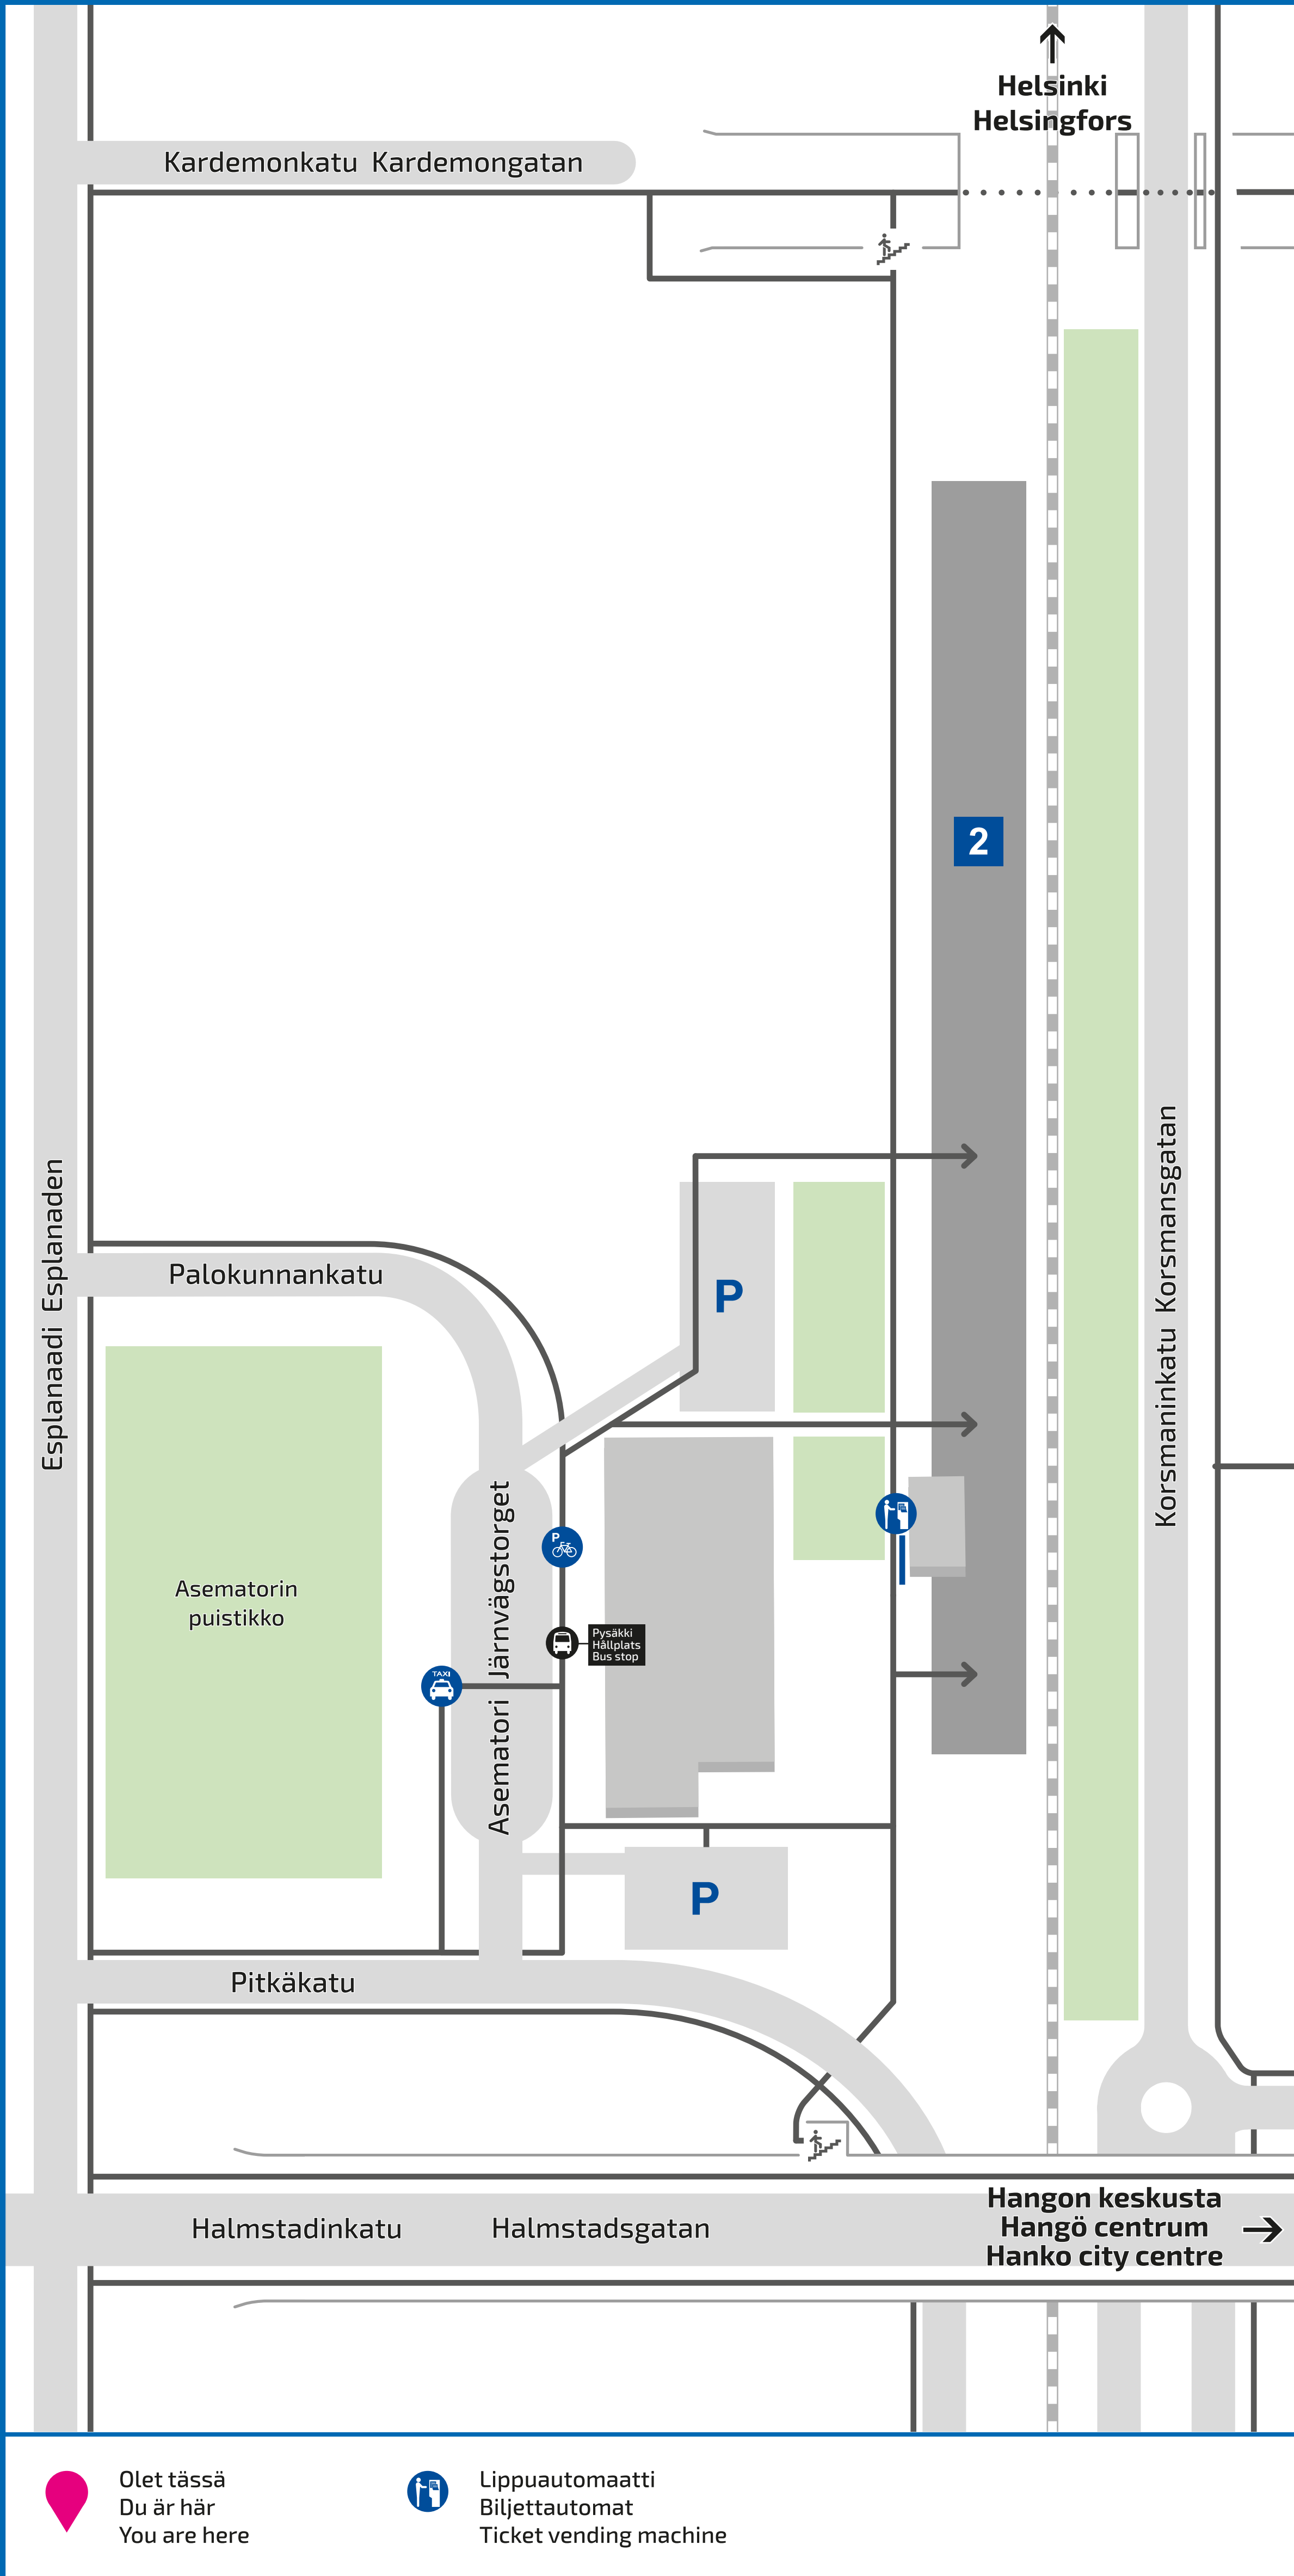 Helsinki
Helsingfors
Kardemonkatu Kardemongatan
2
Esplanaadi Esplanaden
Korsmaninkatu Korsmansgatan
Palokunnankatu
P
Asematori Järnvägstorget
P
Asematorin
puistikko
Pysäkki
Hållplats
Bus stop
TAXI
P
Pitkäkatu
Hangon keskusta
Hangö centrum
Hanko city centre
Halmstadinkatu Halmstadsgatan
Olet tässä
Du är här
You are here
Lippuautomaatti
Biljettautomat
Ticket vending machine